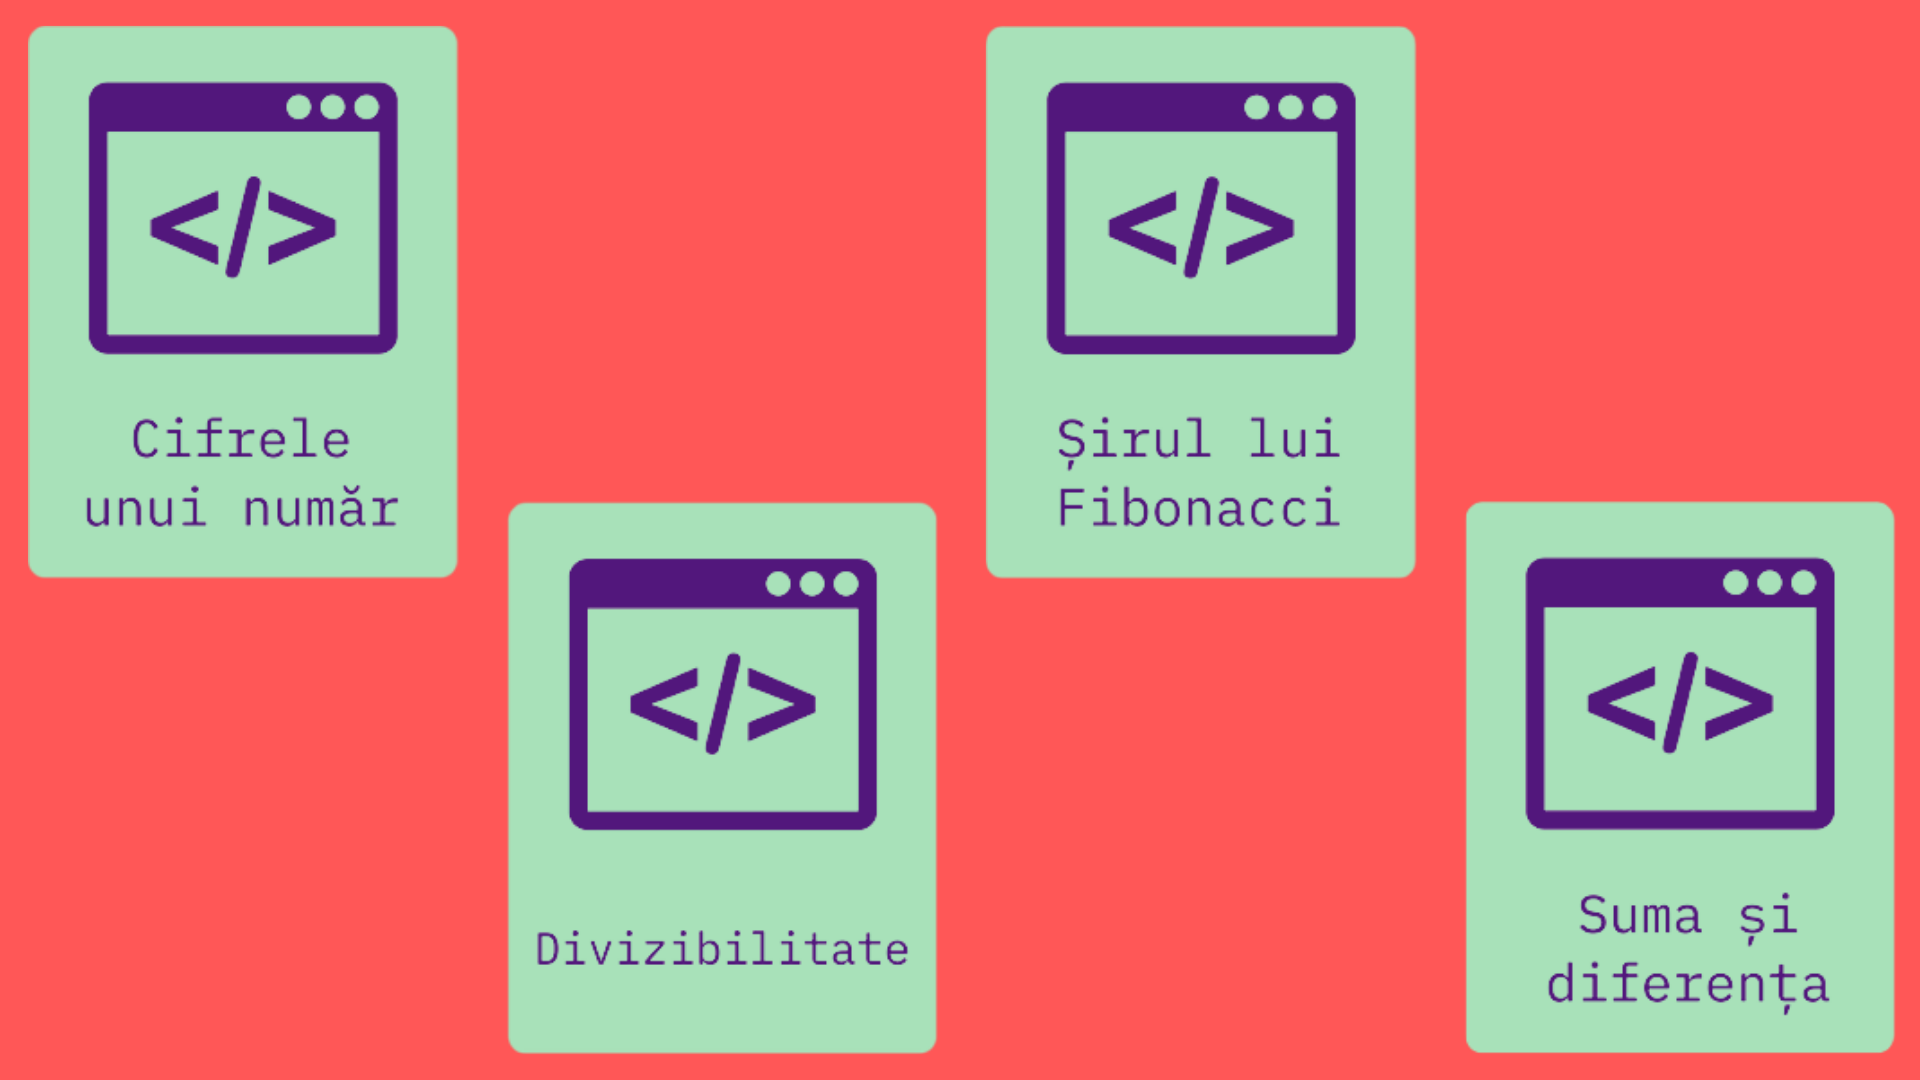 Cifrele
unui număr
Divizibilitate
Șirul lui
Fibonacci
Suma și
diferența